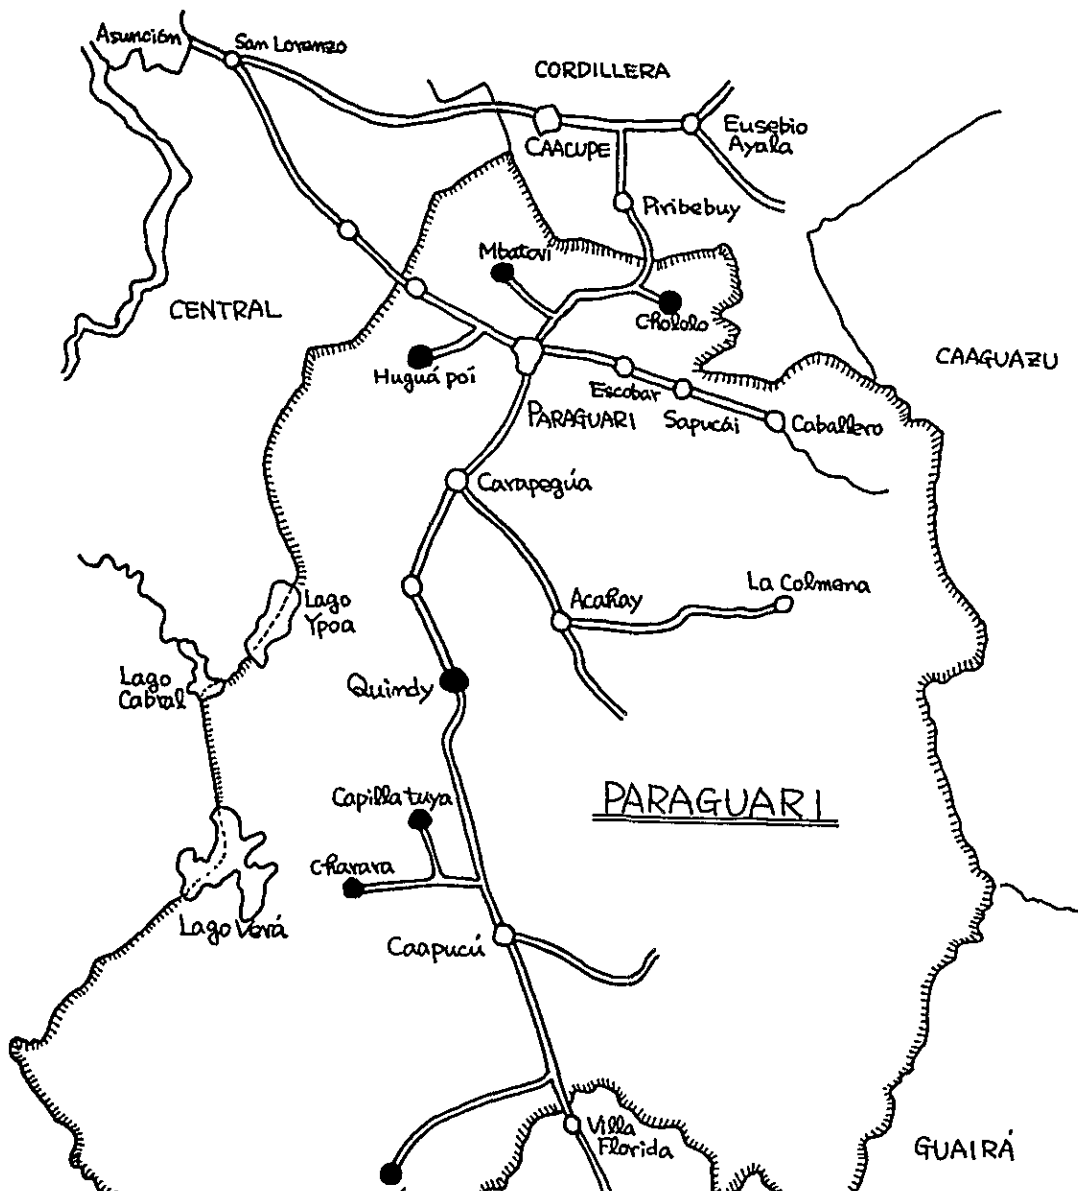 Asunción
San Lorenzo
CORDILLERA
CAACUPE
Eusebio
Ayala
Piribebuy
Mbatoví
CENTRAL
Chololo
CAAGUAZU
Huguá poí
Escobar
PARAGUARI
Sapucái
Caballero
Carapegúa
La Colmena
Lago
Ypoa
Acahay
Lago
Cabral
Quindy
Capilla tuya
PARAGUARI
Charara
Lago Verá
Caapucú
Villa
Florida
GUAIRÁ